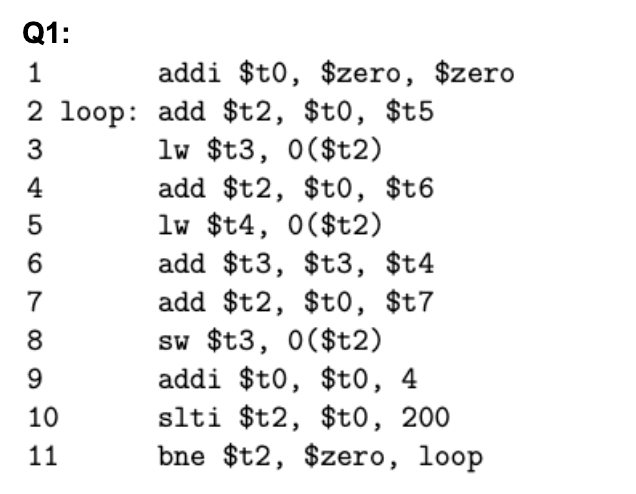 Q1:
1 addi $t0, $zero, $zero
2 loop: add $t2, $t0, $t5
3 lw $t3, 0($t2)
4 add $t2, $t0, $t6
5 lw $t4, 0($t2)
6 add $t3, $t3, $t4
7 add $t2, $t0, $t7
8 sw $t3, 0($t2)
9 addi $t0, $t0, 4
10 slti $t2, $t0, 200
11 bne $t2, $zero, loop